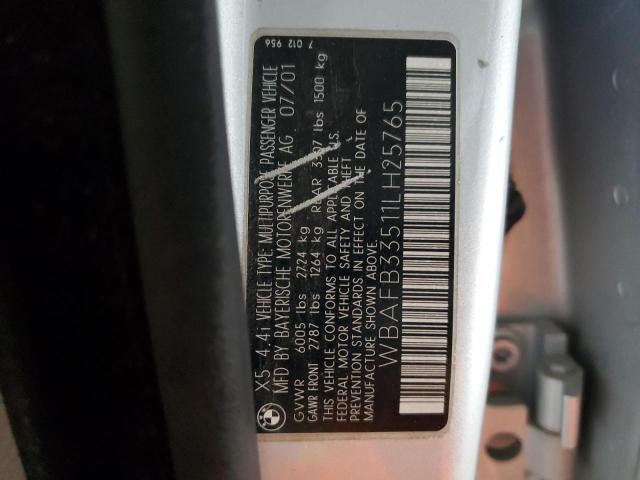 X5 4.4i VEHICLE TYPE MULTIPURPOSE PASSENGER VEHICLE
MFD BY BAYERISCHE MOTORENWERKE AG 07/01
GVWR 6005 lbs 2724 kg
GAWR FRONT 2787 lbs 1264 kg REAR 3307 lbs 1500 kg
THIS VEHICLE CONFORMS TO ALL APPLICABLE U.S.
FEDERAL MOTOR VEHICLE SAFETY AND THEFT
PREVENTION STANDARDS IN EFFECT ON THE DATE OF
MANUFACTURE SHOWN ABOVE.
WBAFB33511LH25765
7 012 956
BMW